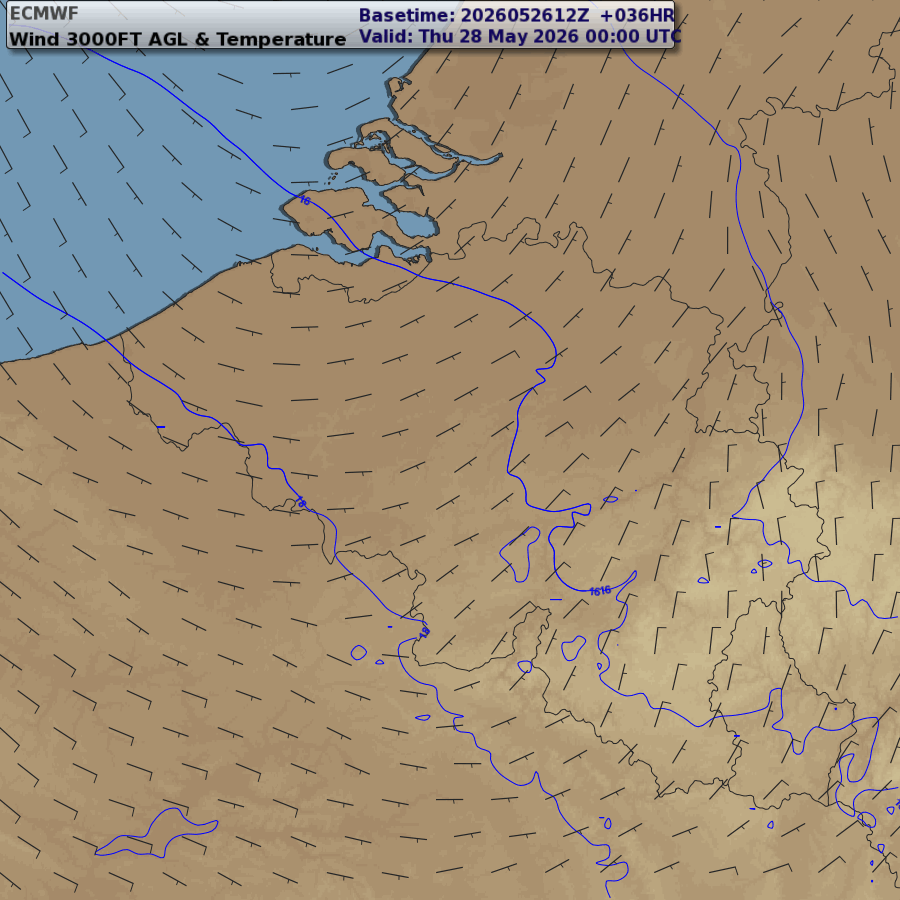 ECMWF
Basetime: 2026052612Z +036HR
Wind 3000FT AGL & Temperature
Valid: Thu 28 May 2026 00:00 UTC
16
18
1616
18